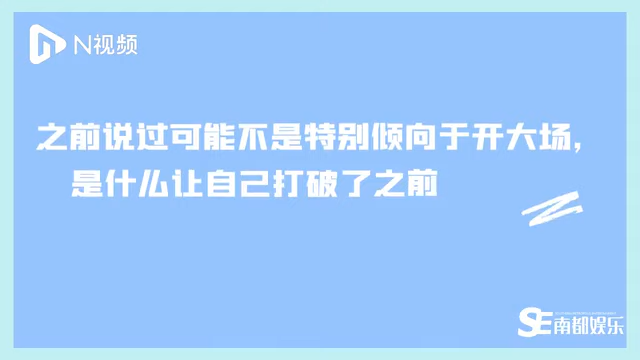 N视频
之前说过可能不是特别倾向于开大场，
是什么让自己打破了之前
SE南都娱乐